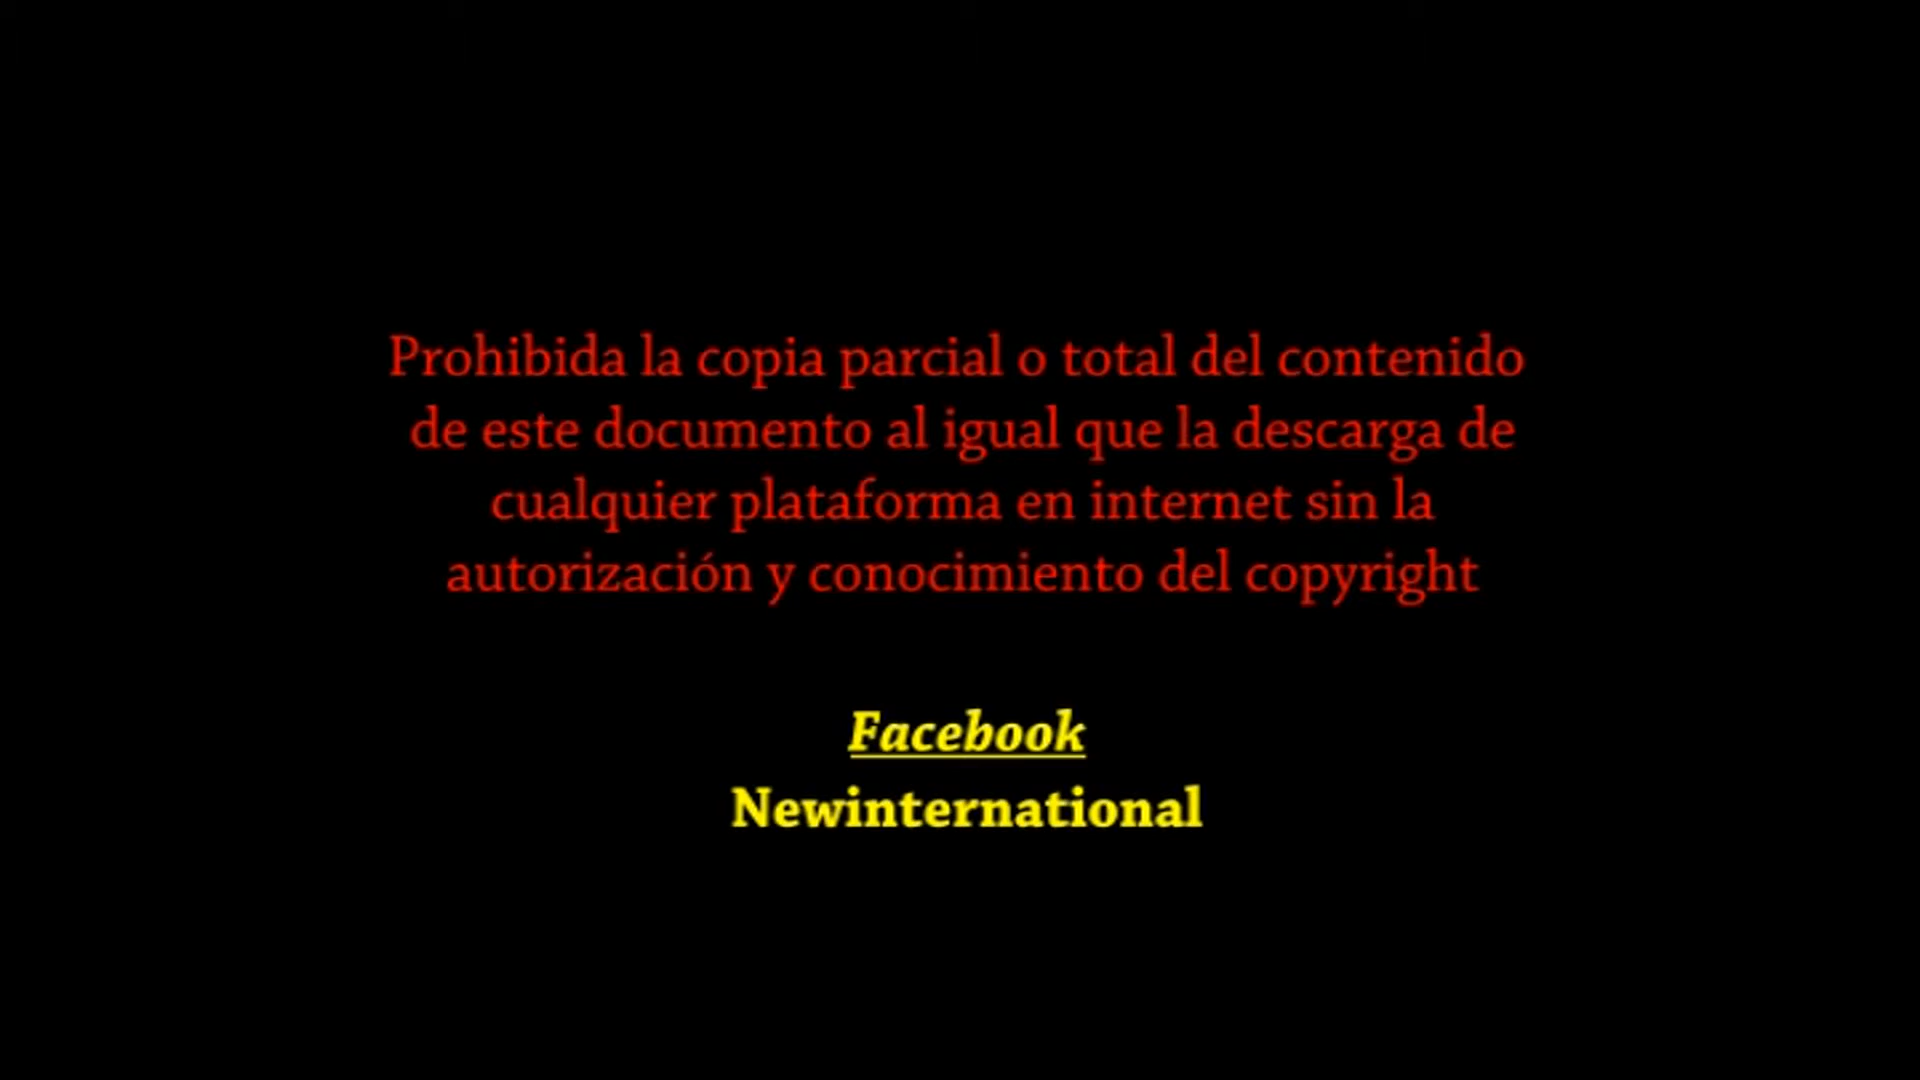 Prohibida la copia parcial o total del contenido
de este documento al igual que la descarga de
cualquier plataforma en internet sin la
autorización y conocimiento del copyright
Facebook
Newinternational